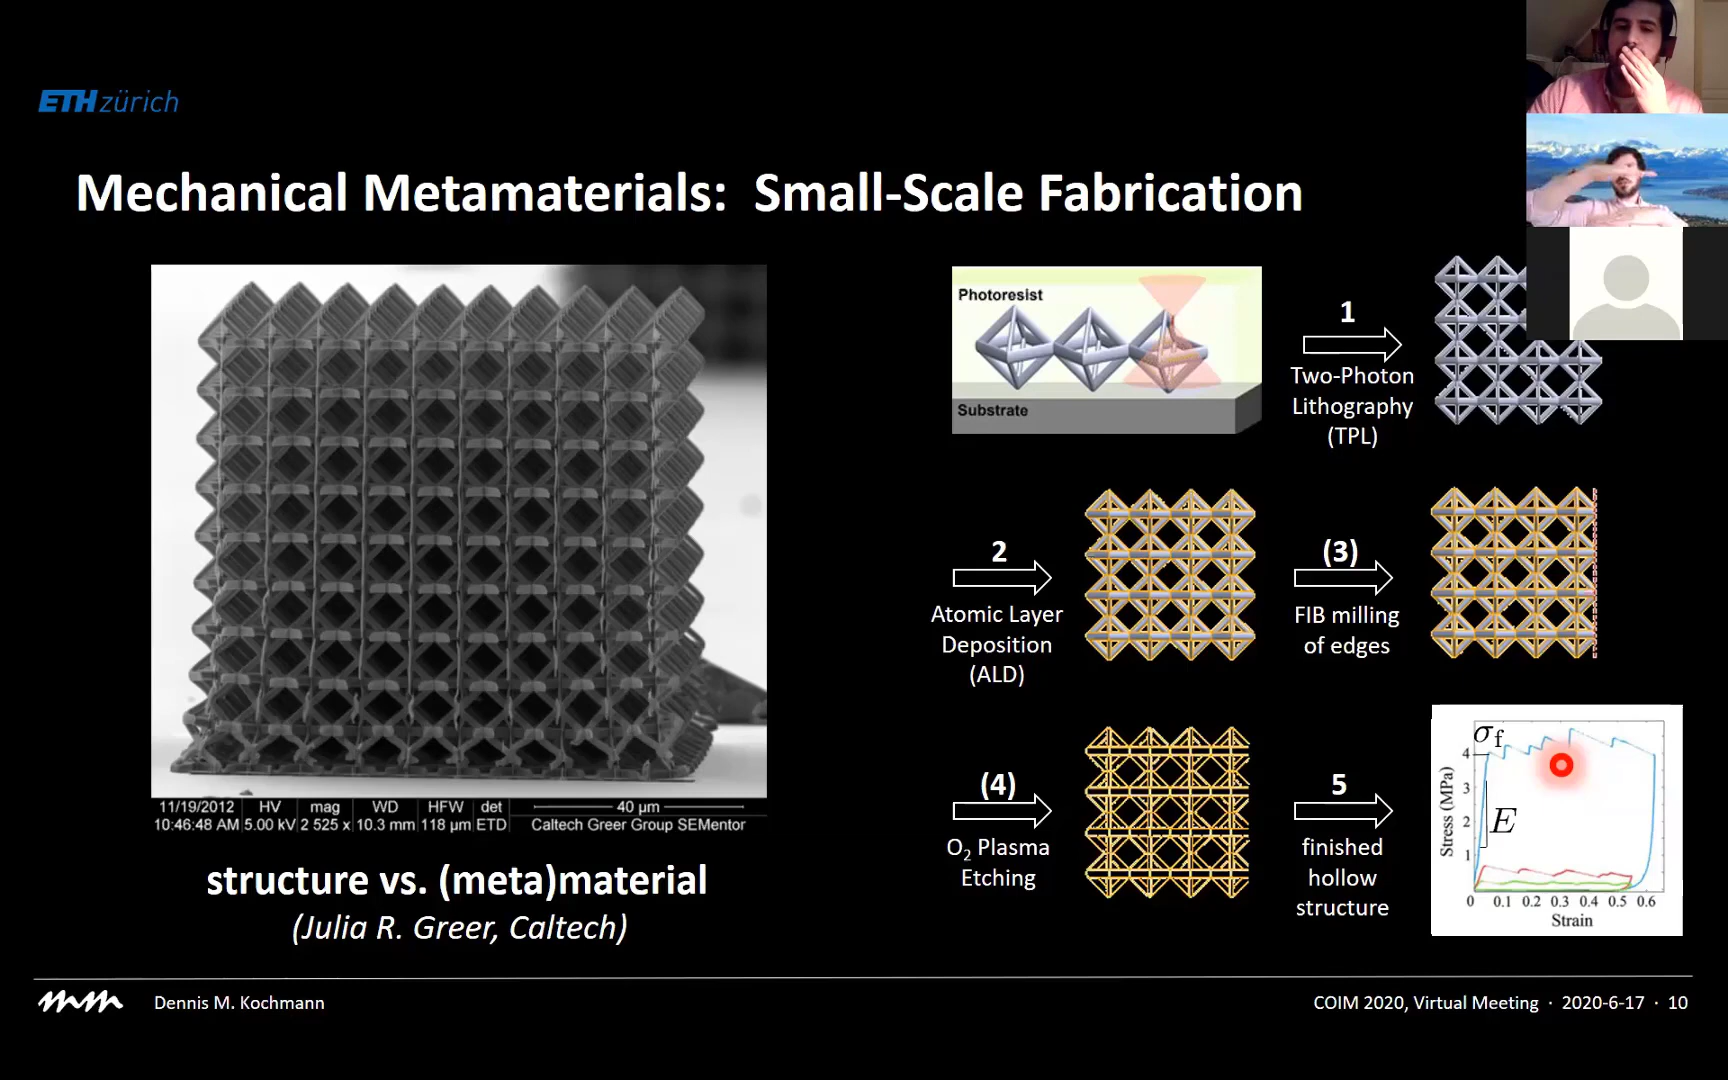 ETH zürich
Mechanical Metamaterials: Small-Scale Fabrication
Photoresist
Substrate
1
Two-Photon
Lithography
(TPL)
2
Atomic Layer
Deposition
(ALD)
(3)
FIB milling
of edges
(4)
O₂ Plasma
Etching
5
finished
hollow
structure
σf
E
Stress (MPa)
4
3
2
1
0 0.1 0.2 0.3 0.4 0.5 0.6
Strain
11/19/2012 HV mag WD HFW det 40 µm
10:46:48 AM 5.00 kV 2 525 x 10.3 mm 118 µm ETD Caltech Greer Group SEMentor
structure vs. (meta)material
(Julia R. Greer, Caltech)
Dennis M. Kochmann
COIM 2020, Virtual Meeting · 2020-6-17 · 10